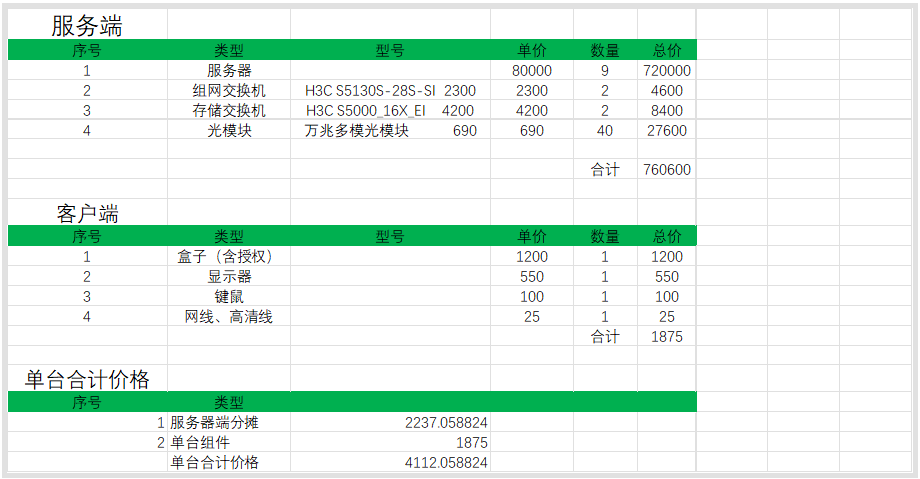 服务端
序号 类型 型号 单价 数量 总价
1 服务器 80000 9 720000
2 组网交换机 H3C S5130S-28S-SI 2300 2300 2 4600
3 存储交换机 H3C S5000_16X_EI 4200 4200 2 8400
4 光模块 万兆多模光模块 690 690 40 27600
合计 760600
客户端
序号 类型 型号 单价 数量 总价
1 盒子（含授权） 1200 1 1200
2 显示器 550 1 550
3 键鼠 100 1 100
4 网线、高清线 25 1 25
合计 1875
单台合计价格
序号 类型
1 服务器端分摊 2237.058824
2 单台组件 1875
单台合计价格 4112.058824